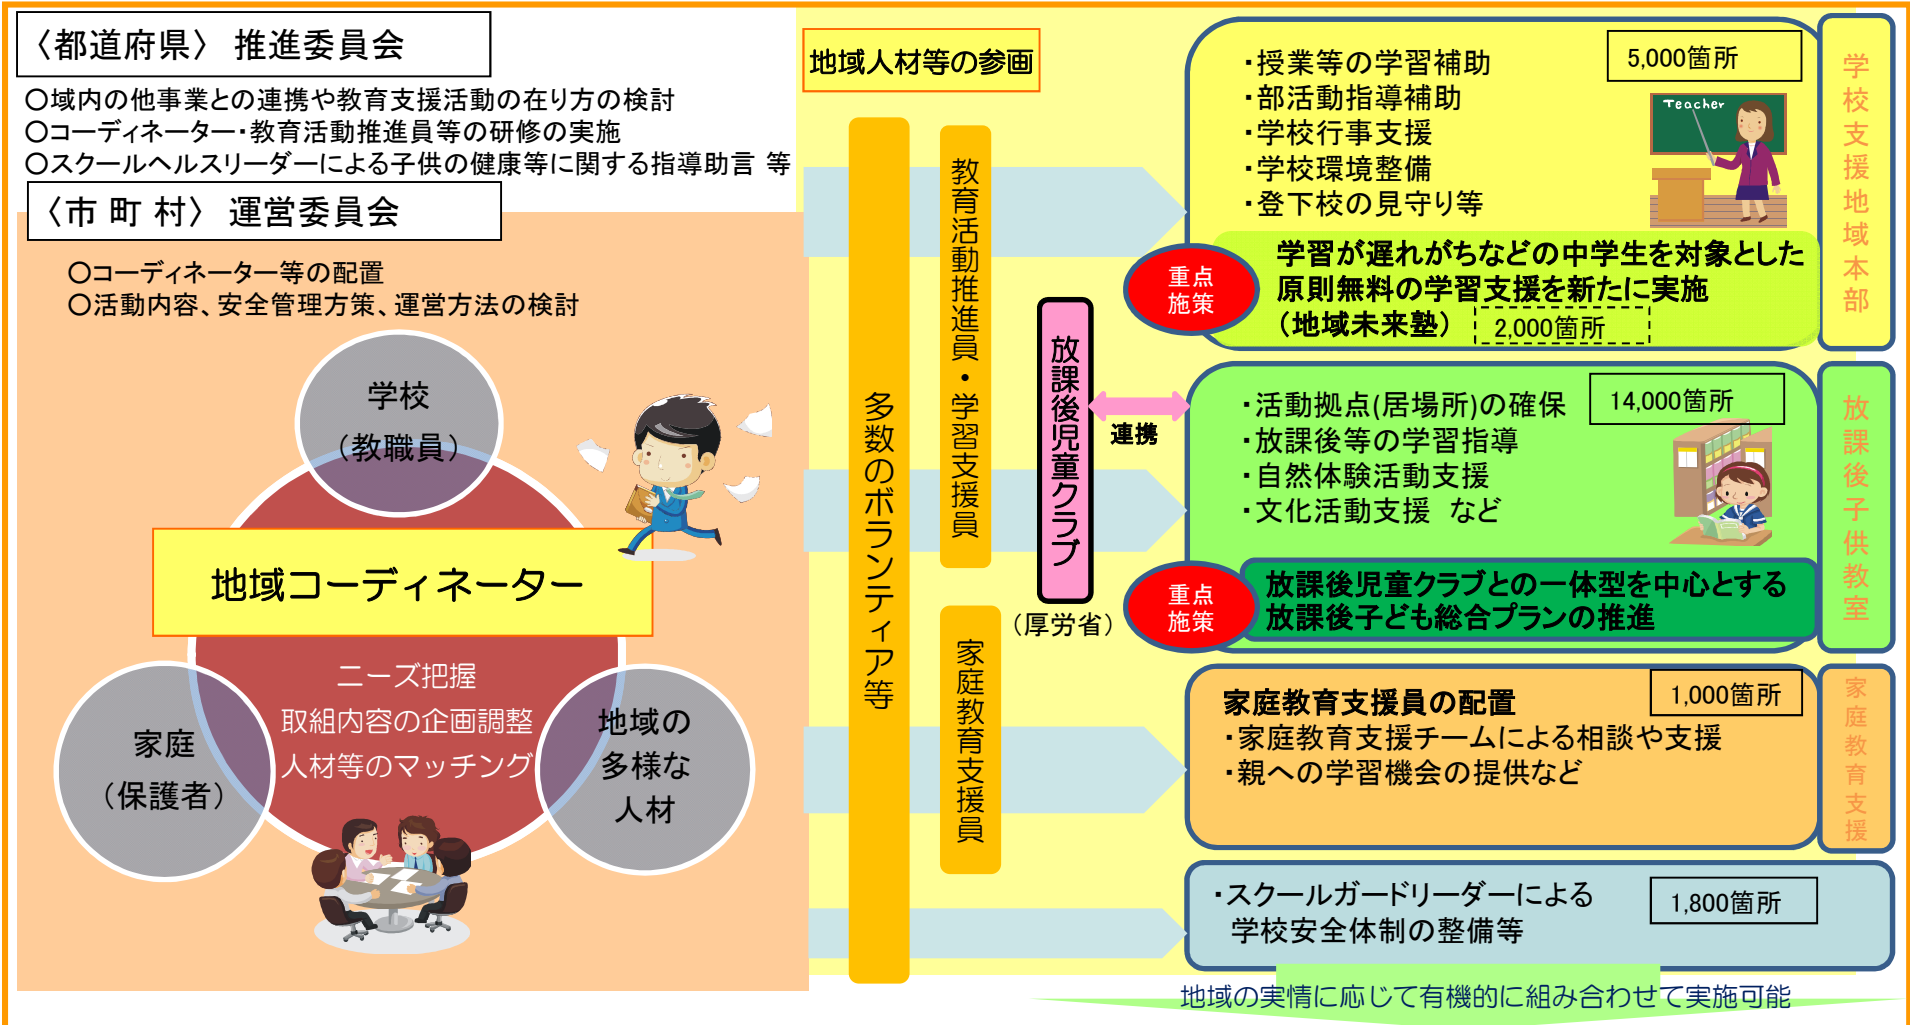 〈都道府県〉 推進委員会
〇域内の他事業との連携や教育支援活動の在り方の検討
〇コーディネーター・教育活動推進員等の研修の実施
〇スクールヘルスリーダーによる子供の健康等に関する指導助言 等
〈市 町 村〉 運営委員会
〇コーディネーター等の配置
〇活動内容、安全管理方策、運営方法の検討
学校
（教職員）
地域コーディネーター
ニーズ把握
取組内容の企画調整
人材等のマッチング
家庭
（保護者）
地域の
多様な
人材
地域人材等の参画
多数のボランティア等
教育活動推進員・学習支援員
家庭教育支援員
放課後児童クラブ
（厚労省）
連携
・授業等の学習補助
・部活動指導補助
・学校行事支援
・学校環境整備
・登下校の見守り等
5,000箇所
Teacher
学校支援地域本部
重点
施策
学習が遅れがちなどの中学生を対象とした
原則無料の学習支援を新たに実施
（地域未来塾）
2,000箇所
・活動拠点(居場所)の確保
・放課後等の学習指導
・自然体験活動支援
・文化活動支援 など
14,000箇所
放課後子供教室
重点
施策
放課後児童クラブとの一体型を中心とする
放課後子ども総合プランの推進
家庭教育支援員の配置
・家庭教育支援チームによる相談や支援
・親への学習機会の提供など
1,000箇所
家庭教育支援
・スクールガードリーダーによる
学校安全体制の整備等
1,800箇所
地域の実情に応じて有機的に組み合わせて実施可能